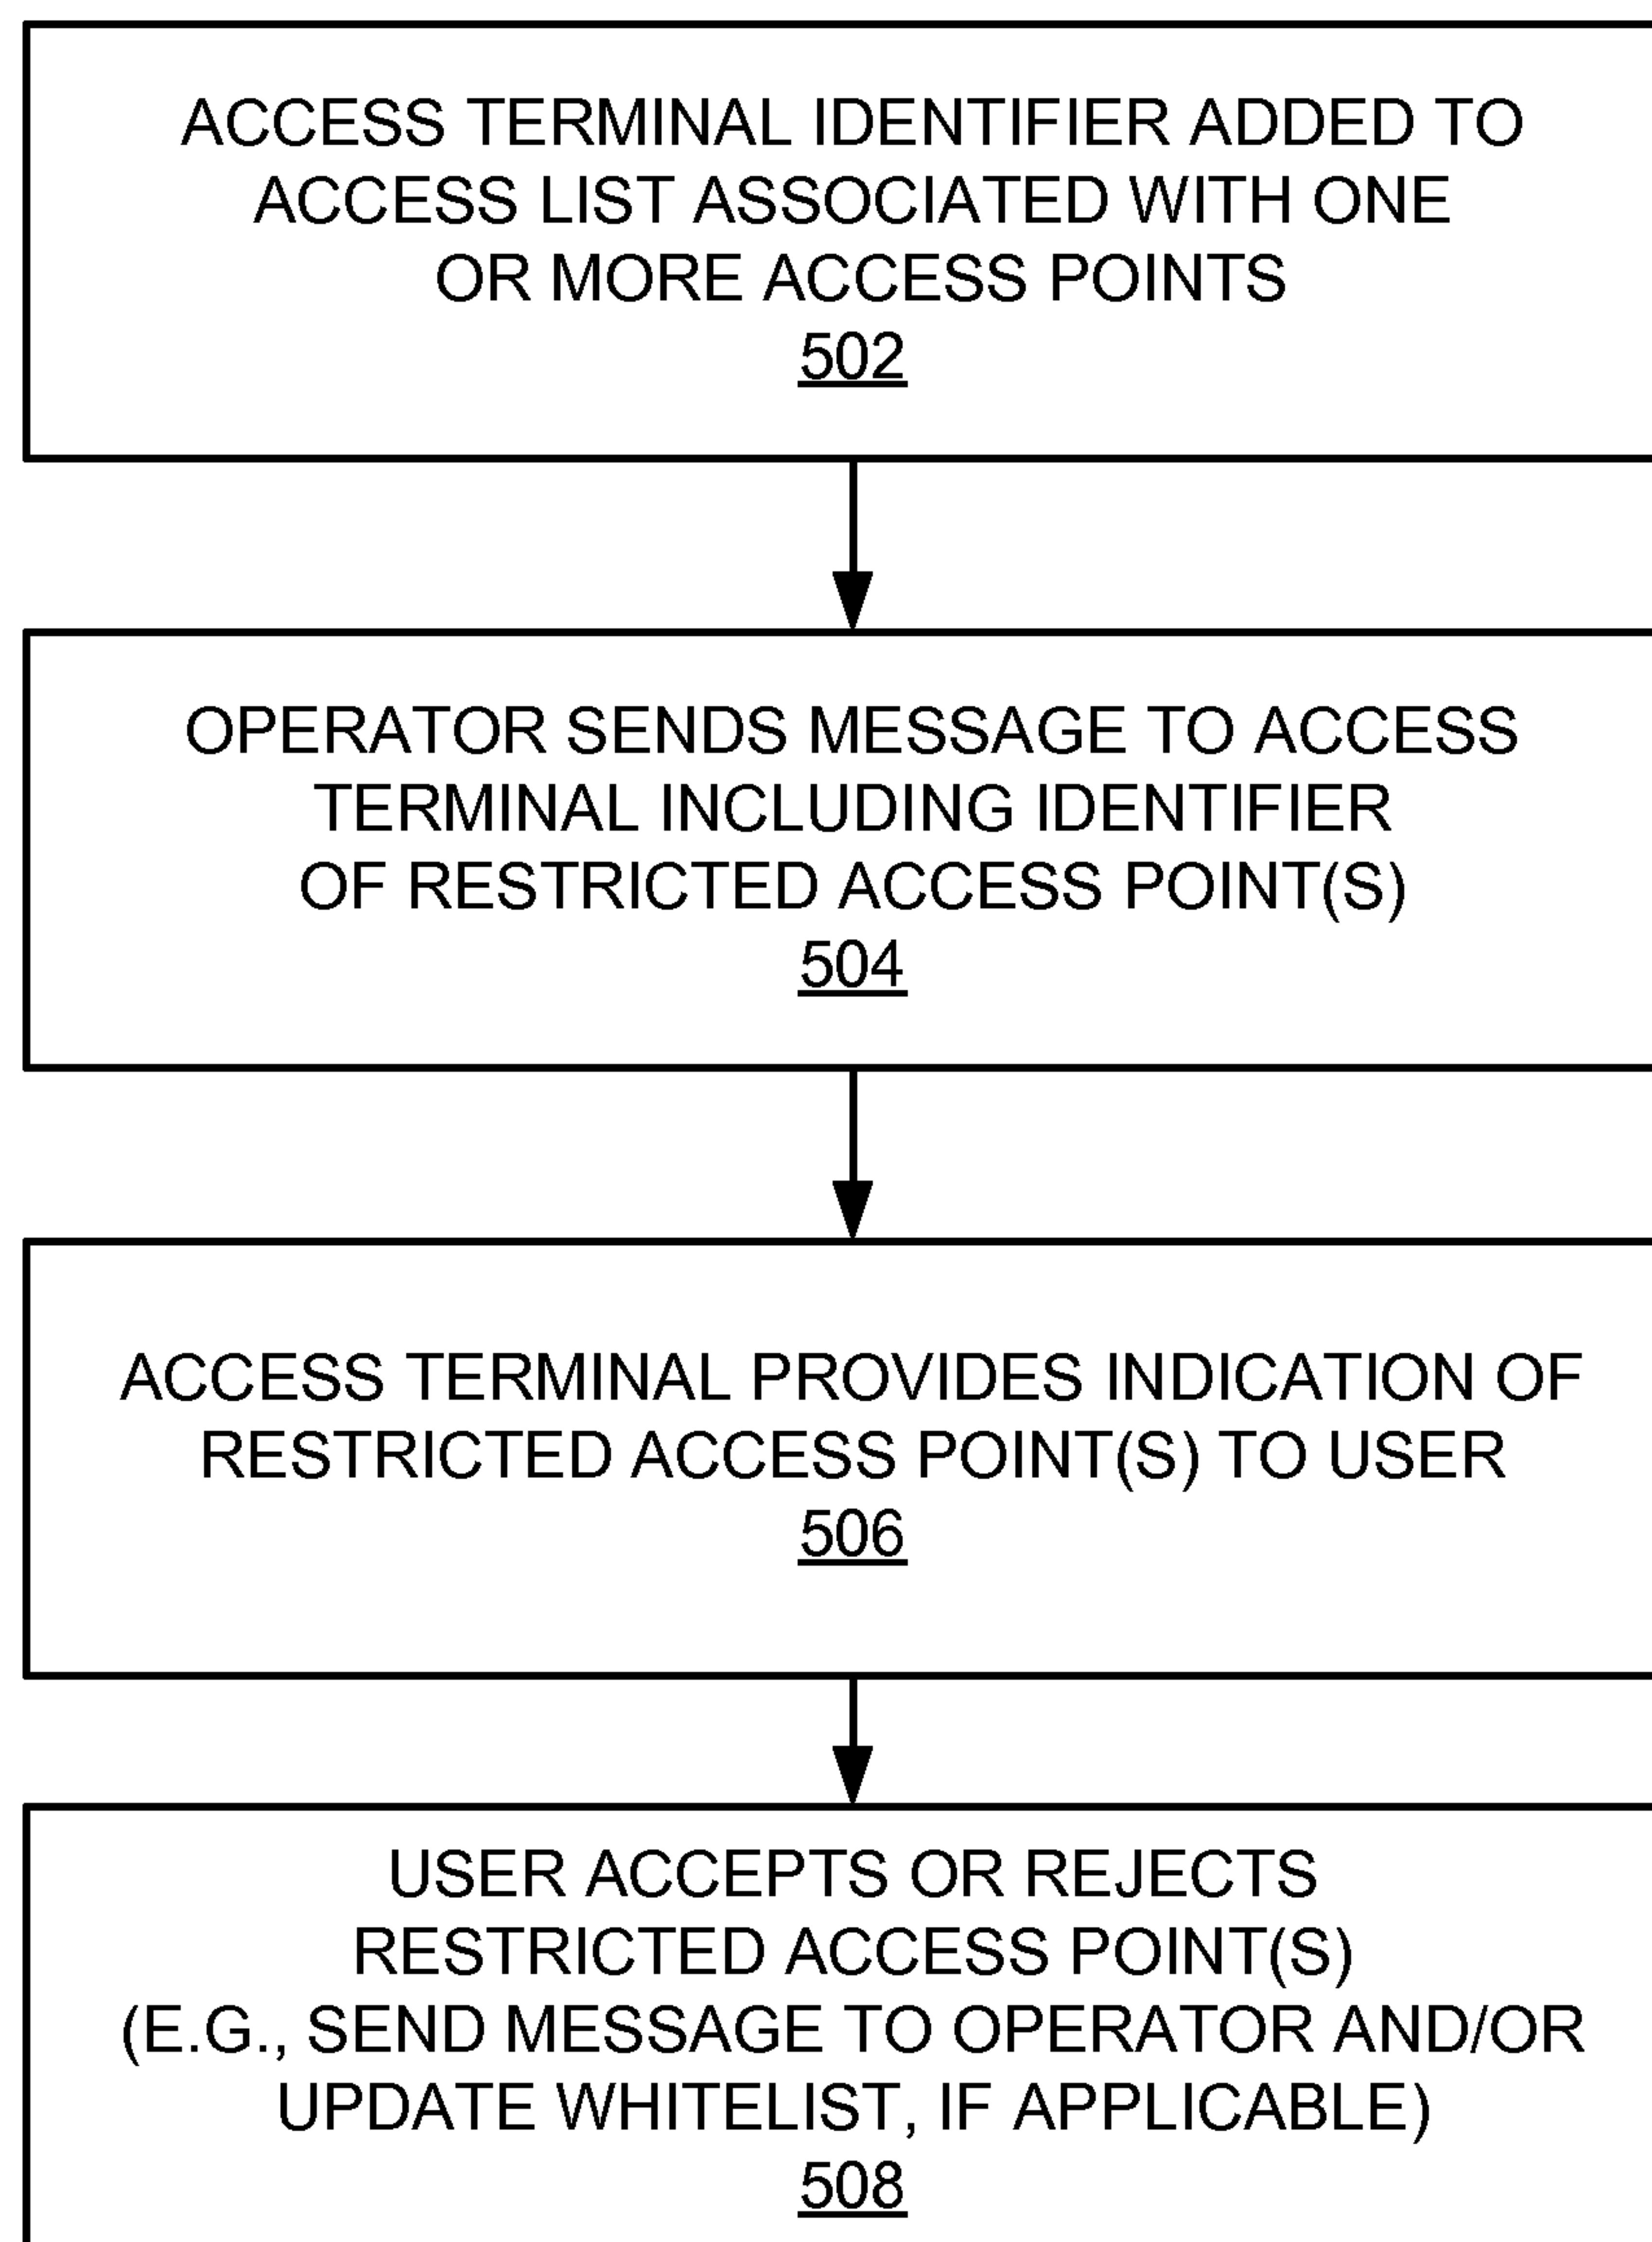 ACCESS TERMINAL IDENTIFIER ADDED TO
ACCESS LIST ASSOCIATED WITH ONE
OR MORE ACCESS POINTS
502
OPERATOR SENDS MESSAGE TO ACCESS
TERMINAL INCLUDING IDENTIFIER
OF RESTRICTED ACCESS POINT(S)
504
ACCESS TERMINAL PROVIDES INDICATION OF
RESTRICTED ACCESS POINT(S) TO USER
506
USER ACCEPTS OR REJECTS
RESTRICTED ACCESS POINT(S)
(E.G., SEND MESSAGE TO OPERATOR AND/OR
UPDATE WHITELIST, IF APPLICABLE)
508